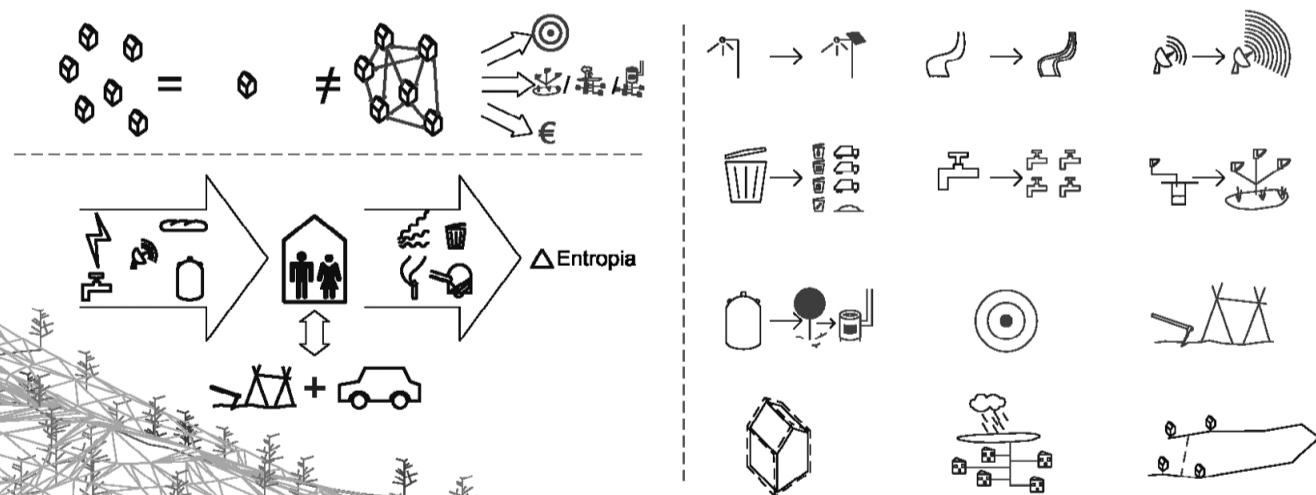 = ≠
€
△ Entropia
+